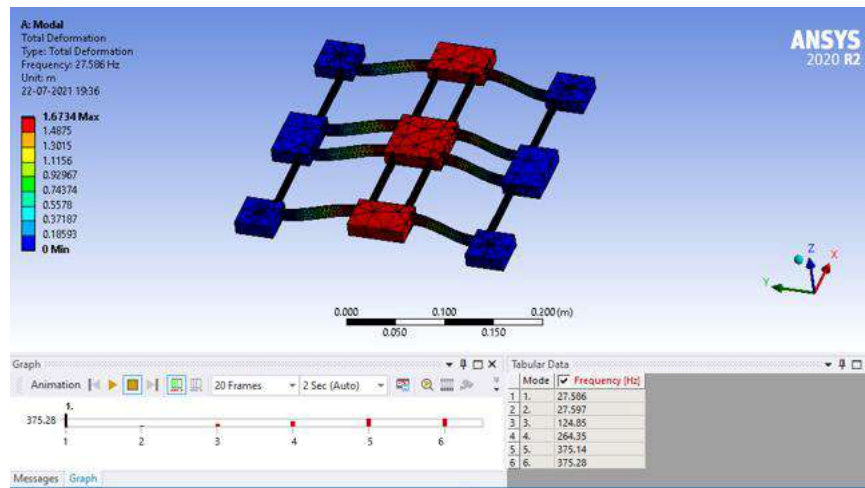 A: Modal
Total Deformation
Type: Total Deformation
Frequency: 27.586 Hz
Unit: m
22-07-2021 19:36
1.6734 Max
1.4875
1.3015
1.1156
0.92967
0.74374
0.5578
0.37187
0.18593
0 Min
ANSYS
2020 R2
Z
X
Y
0.000 0.100 0.200 (m)
0.050 0.150
Graph
Animation 20 Frames 2 Sec (Auto)
1.
375.28
1 2 3 4 5 6
Messages Graph
Tabular Data
Mode Frequency [Hz]
1 1. 27.586
2 2. 27.597
3 3. 124.85
4 4. 264.35
5 5. 375.14
6 6. 375.28